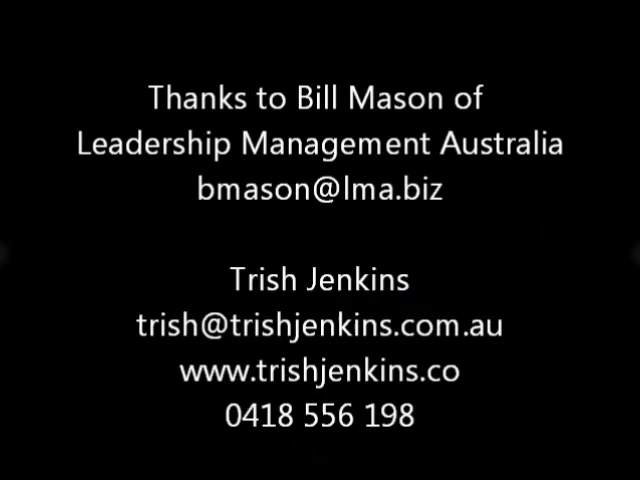 Thanks to Bill Mason of
Leadership Management Australia
bmason@lma.biz
Trish Jenkins
trish@trishjenkins.com.au
www.trishjenkins.co
0418 556 198